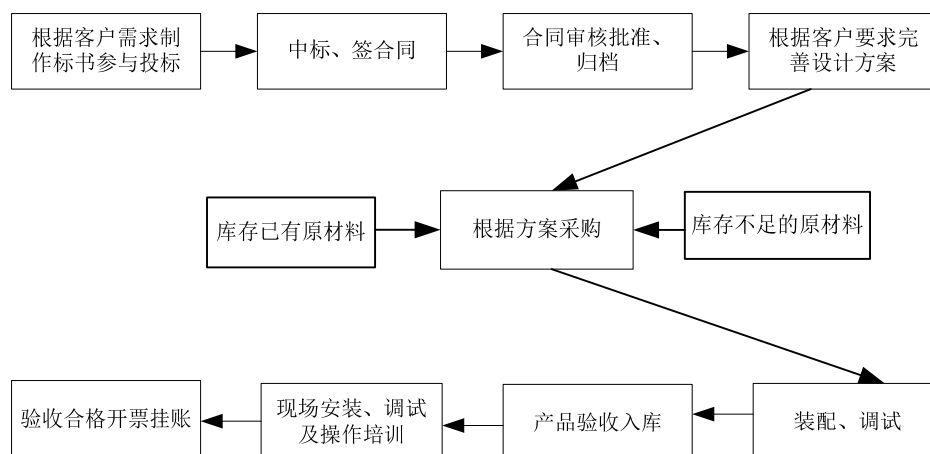 根据客户需求制
作标书参与投标
中标、签合同
合同审核批准、
归档
根据客户要求完
善设计方案
库存已有原材料
根据方案采购
库存不足的原材料
验收合格开票挂账
现场安装、调试
及操作培训
产品验收入库
装配、调试